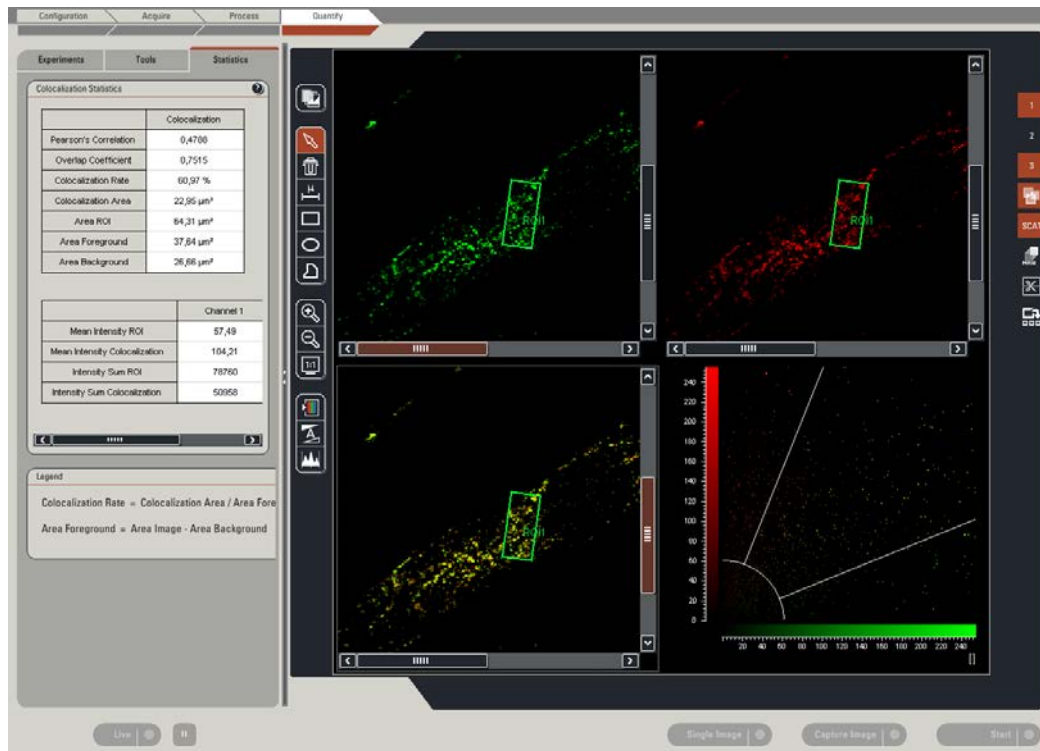 Configuration Acquire Process Quantify
Experiments Tools Statistics
Colocalization Statistics
Colocalization
Pearson's Correlation 0,4788
Overlap Coefficient 0,7515
Colocalization Rate 60,97 %
Colocalization Area 22,95 µm²
Area ROI 64,31 µm²
Area Foreground 37,64 µm²
Area Background 26,66 µm²
Channel 1
Mean Intensity ROI 57,49
Mean Intensity Colocalization 104,21
Intensity Sum ROI 78760
Intensity Sum Colocalization 50958
Legend
Colocalization Rate = Colocalization Area / Area Fore
Area Foreground = Area Image - Area Background
1:1
A
ROI1
ROI1
ROI1
240
220
200
180
160
140
120
100
80
60
40
20
0
20 40 60 80 100 120 140 160 180 200 220 240
[]
1
2
3
SCAT
Live
Single Image
Capture Image
Start